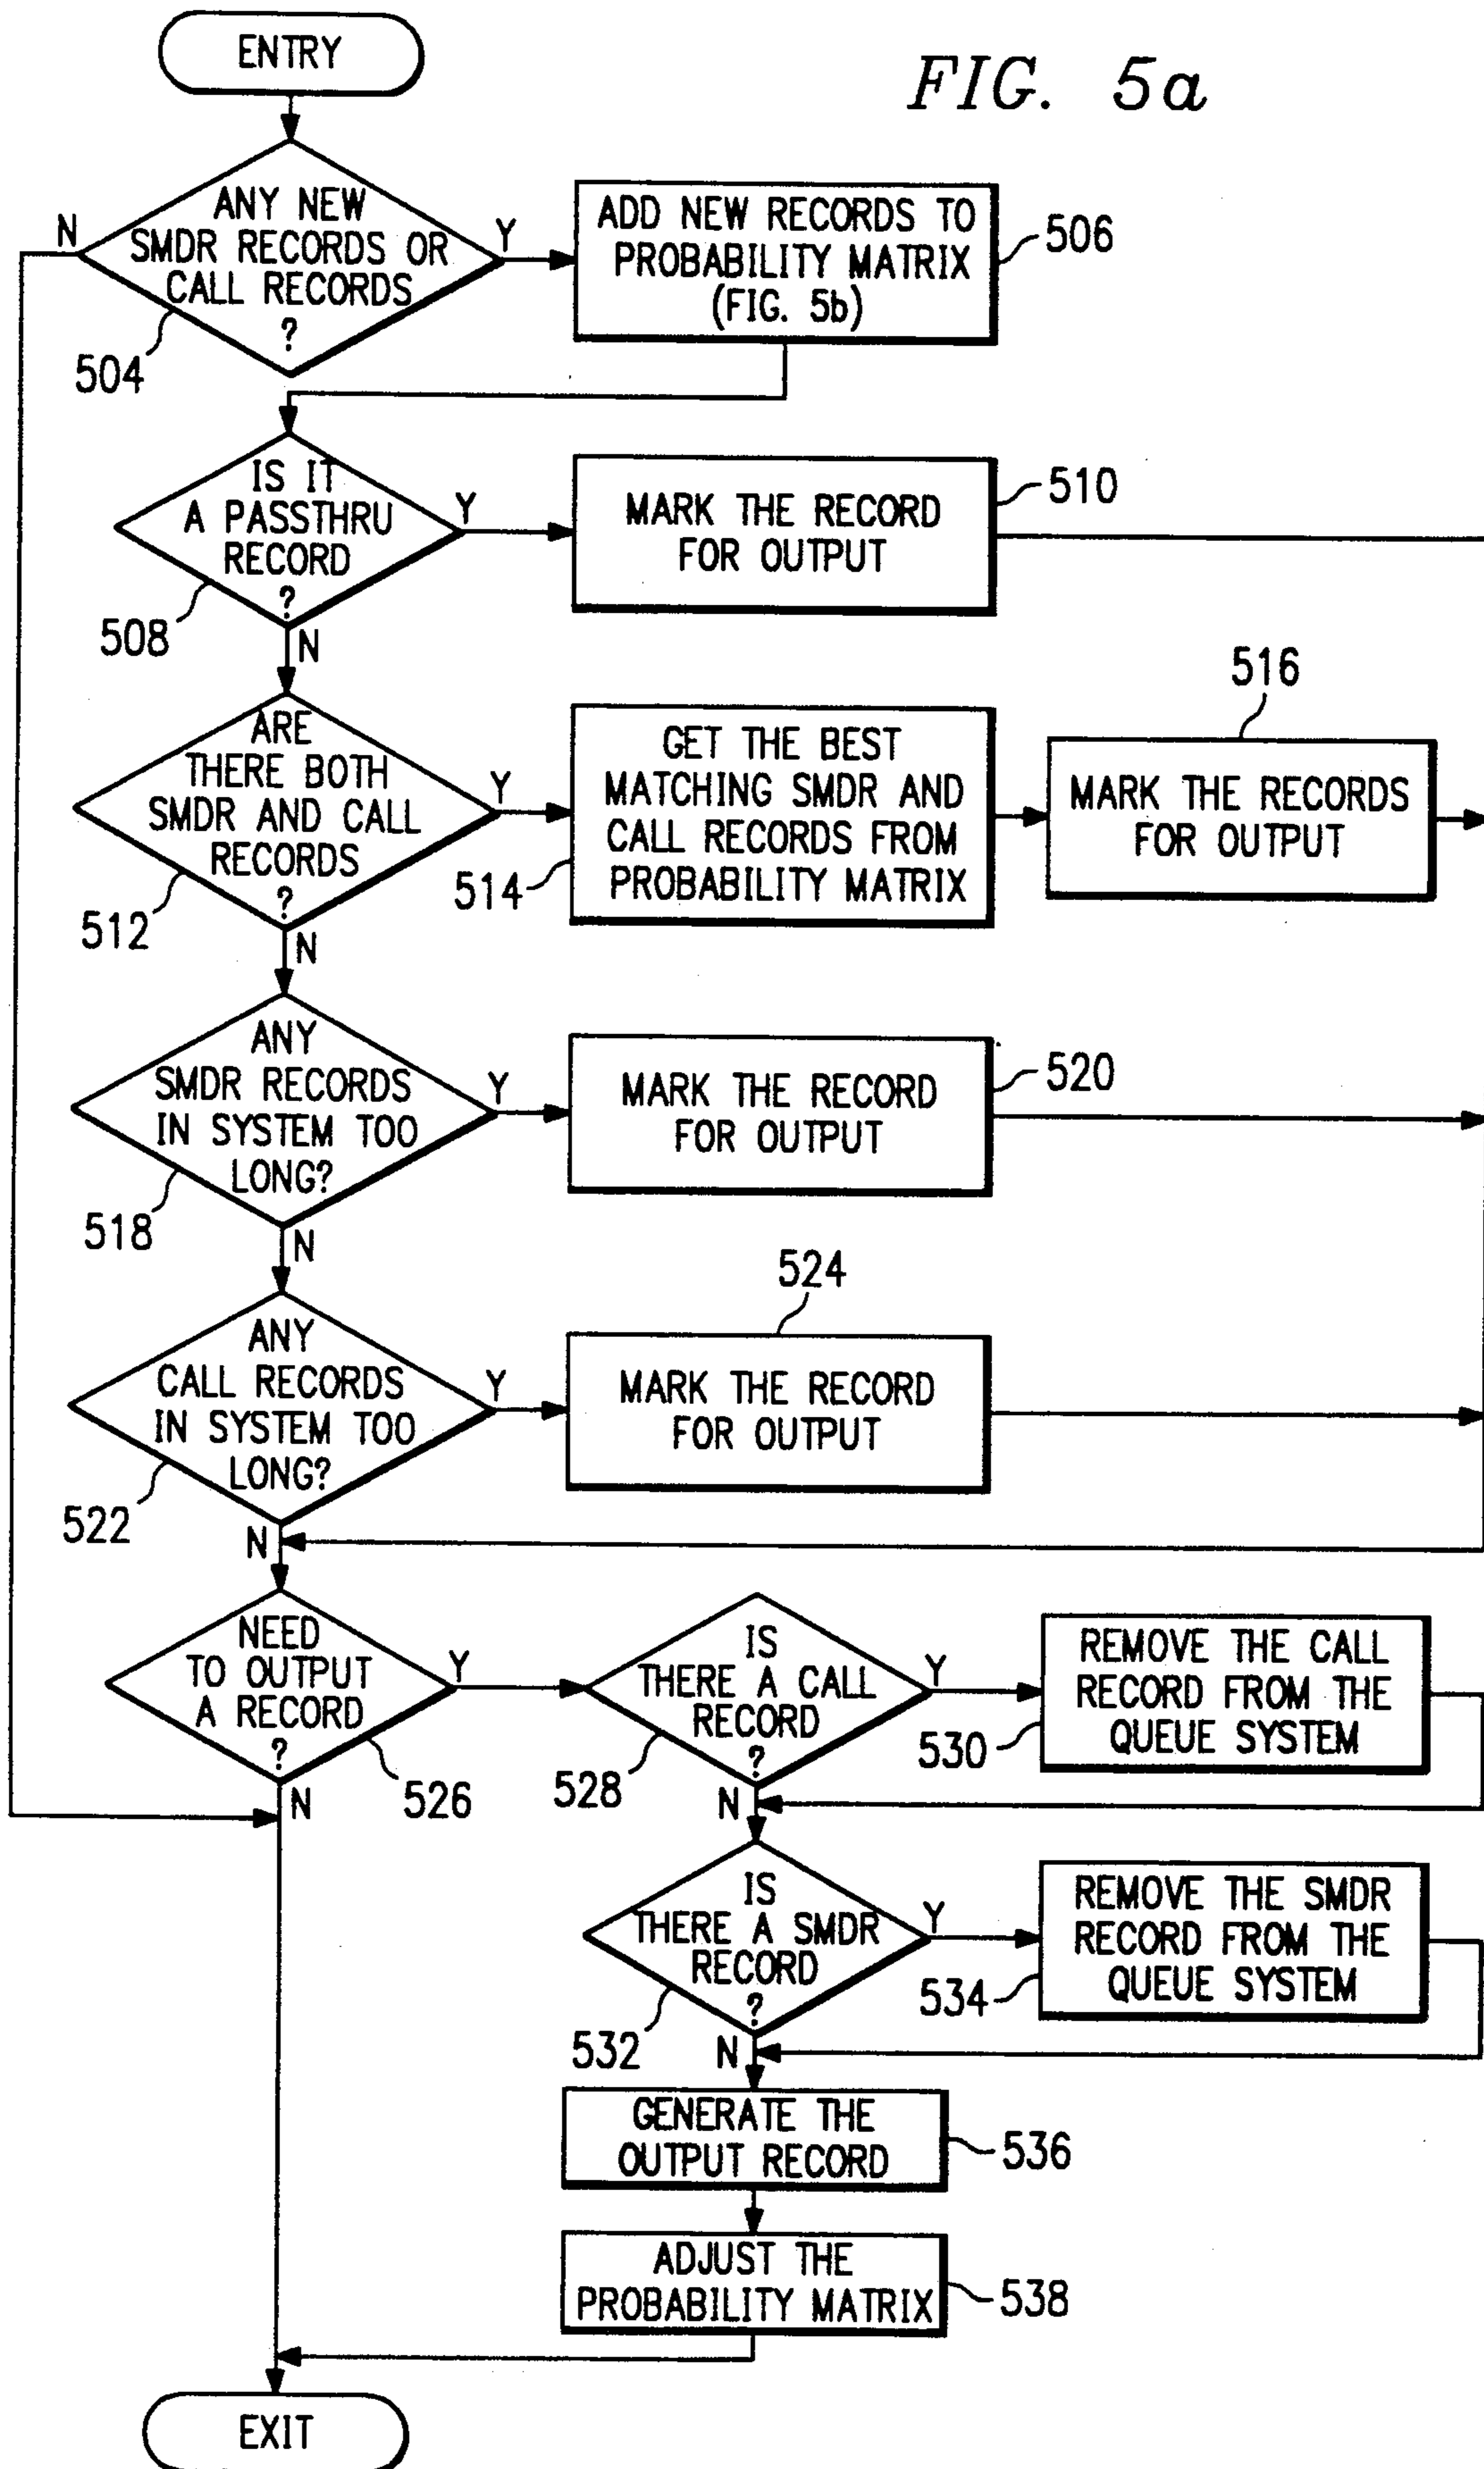 ENTRY
FIG. 5a
ANY NEW
SMDR RECORDS OR
CALL RECORDS
?
N
Y
504
ADD NEW RECORDS TO
PROBABILITY MATRIX
(FIG. 5b)
506
IS IT
A PASSTHRU
RECORD
?
Y
N
508
MARK THE RECORD
FOR OUTPUT
510
ARE
THERE BOTH
SMDR AND CALL
RECORDS
?
Y
N
512
GET THE BEST
MATCHING SMDR AND
CALL RECORDS FROM
PROBABILITY MATRIX
514
516
MARK THE RECORDS
FOR OUTPUT
ANY
SMDR RECORDS
IN SYSTEM TOO
LONG?
Y
N
518
MARK THE RECORD
FOR OUTPUT
520
ANY
CALL RECORDS
IN SYSTEM TOO
LONG?
Y
N
522
524
MARK THE RECORD
FOR OUTPUT
NEED
TO OUTPUT
A RECORD
?
Y
N
526
IS
THERE A CALL
RECORD
?
Y
N
528
REMOVE THE CALL
RECORD FROM THE
QUEUE SYSTEM
530
IS
THERE A SMDR
RECORD
?
Y
N
532
REMOVE THE SMDR
RECORD FROM THE
QUEUE SYSTEM
534
GENERATE THE
OUTPUT RECORD
536
ADJUST THE
PROBABILITY MATRIX
538
EXIT